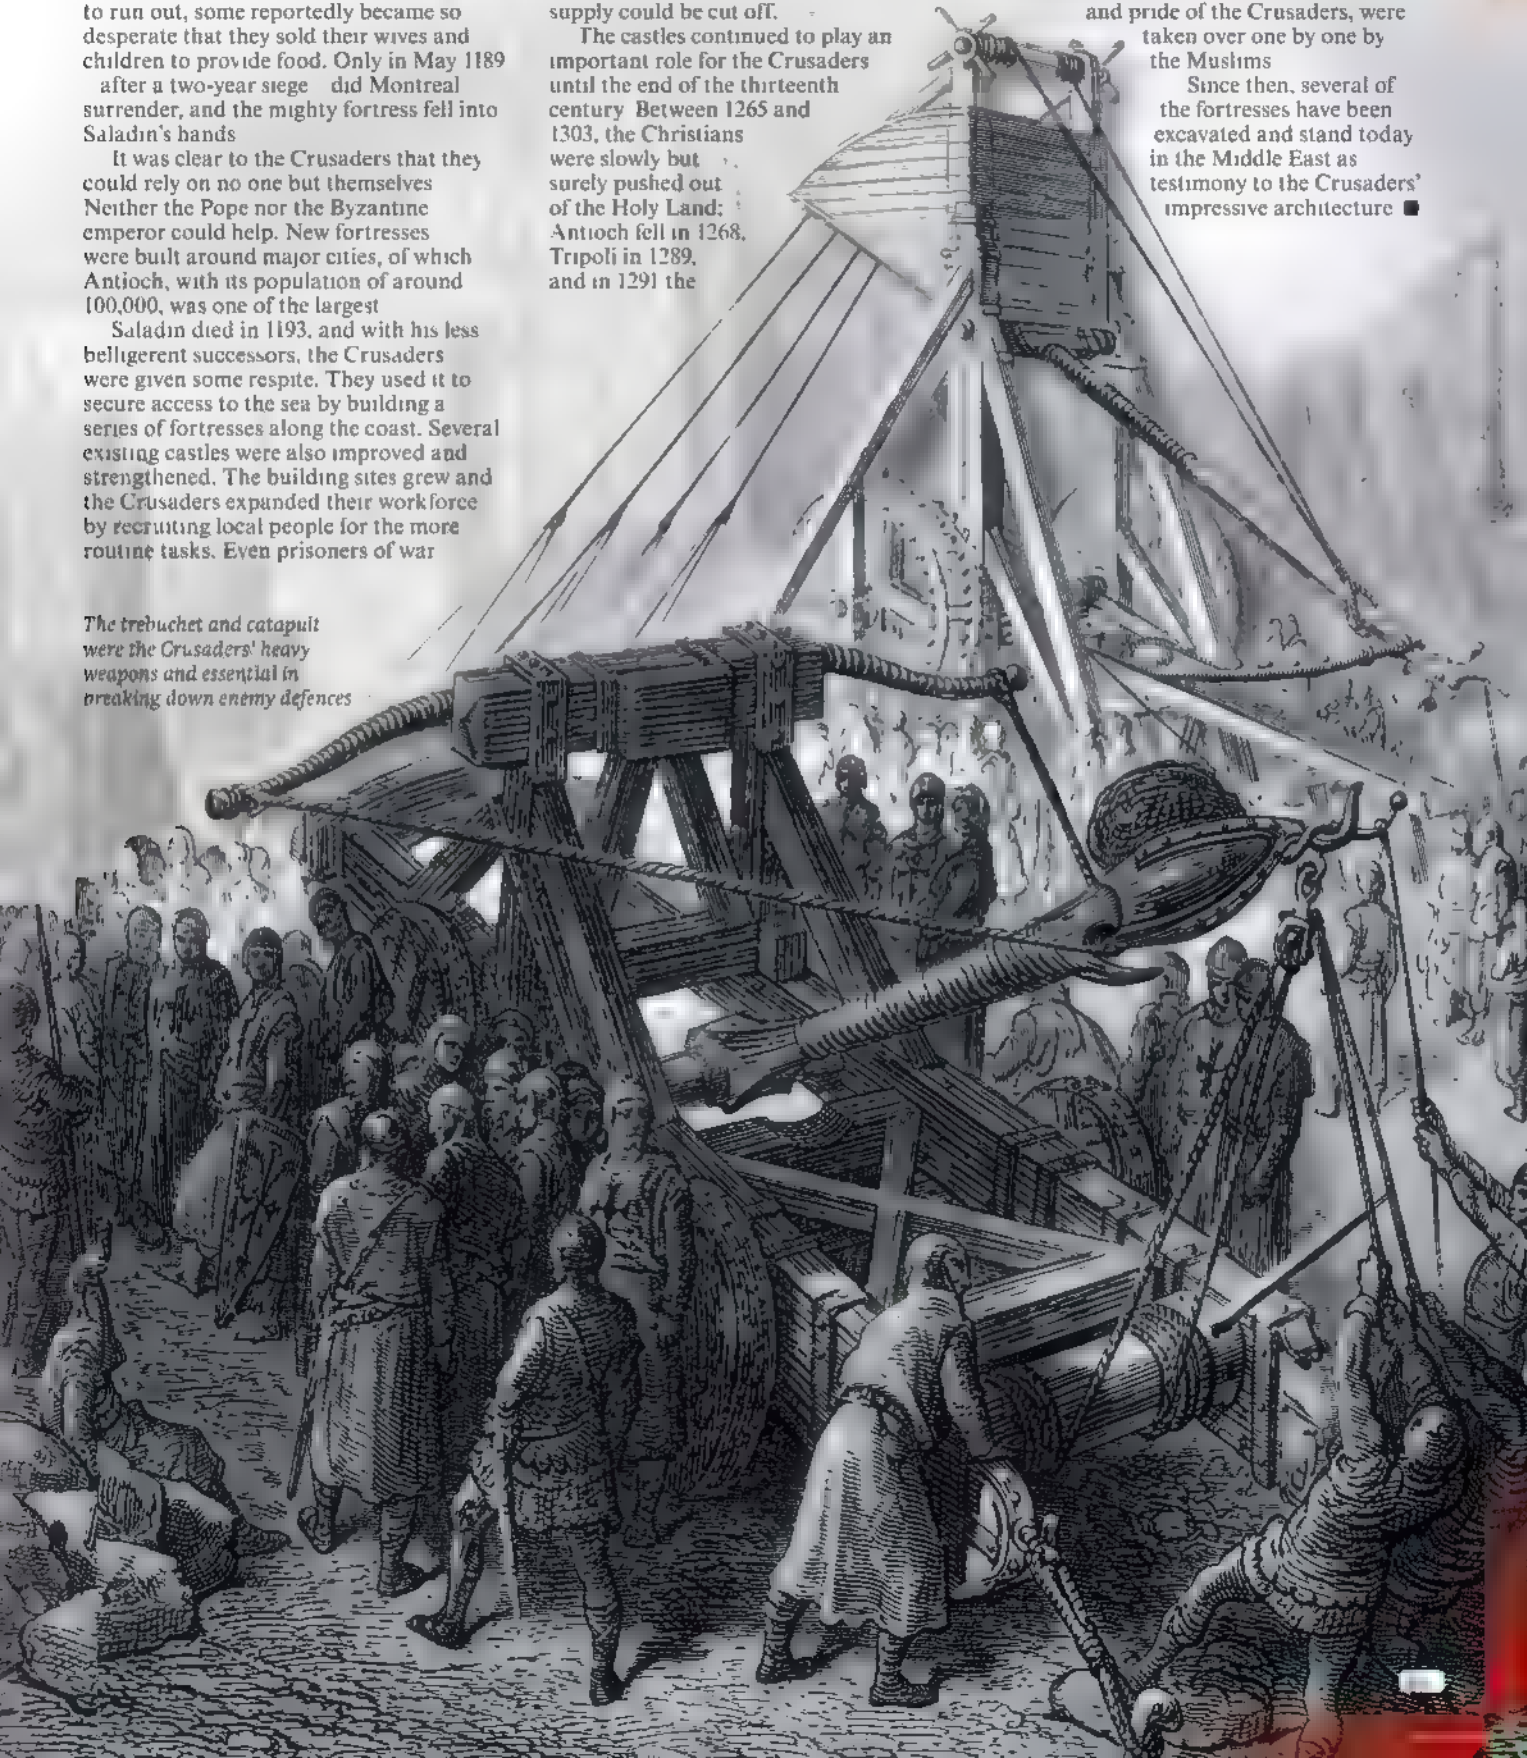 to run out, some reportedly became so
desperate that they sold their wives and
children to provide food. Only in May 1189
after a two-year siege did Montreal
surrender, and the mighty fortress fell into
Saladin's hands
It was clear to the Crusaders that they
could rely on no one but themselves
Neither the Pope nor the Byzantine
emperor could help. New fortresses
were built around major cities, of which
Antioch, with its population of around
100,000, was one of the largest
Saladin died in 1193, and with his less
belligerent successors, the Crusaders
were given some respite. They used it to
secure access to the sea by building a
series of fortresses along the coast. Several
existing castles were also improved and
strengthened. The building sites grew and
the Crusaders expanded their workforce
by recruiting local people for the more
routine tasks. Even prisoners of war
supply could be cut off.
The castles continued to play an
important role for the Crusaders
until the end of the thirteenth
century Between 1265 and
1303, the Christians
were slowly but
surely pushed out
of the Holy Land;
Antioch fell in 1268,
Tripoli in 1289,
and in 1291 the
and pride of the Crusaders, were
taken over one by one by
the Muslims
Since then, several of
the fortresses have been
excavated and stand today
in the Middle East as
testimony to the Crusaders'
impressive architecture ■
The trebuchet and catapult
were the Crusaders' heavy
weapons and essential in
breaking down enemy defences